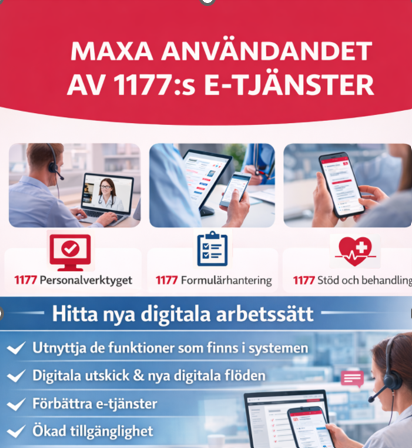 MAXA ANVÄNDANDET
AV 1177:s E-TJÄNSTER
1177 Personalverktyget
1177 Formulärhantering
1177 Stöd och behandling
Hitta nya digitala arbetssätt
Utnyttja de funktioner som finns i systemen
Digitala utskick & nya digitala flöden
Förbättra e-tjänster
Ökad tillgänglighet